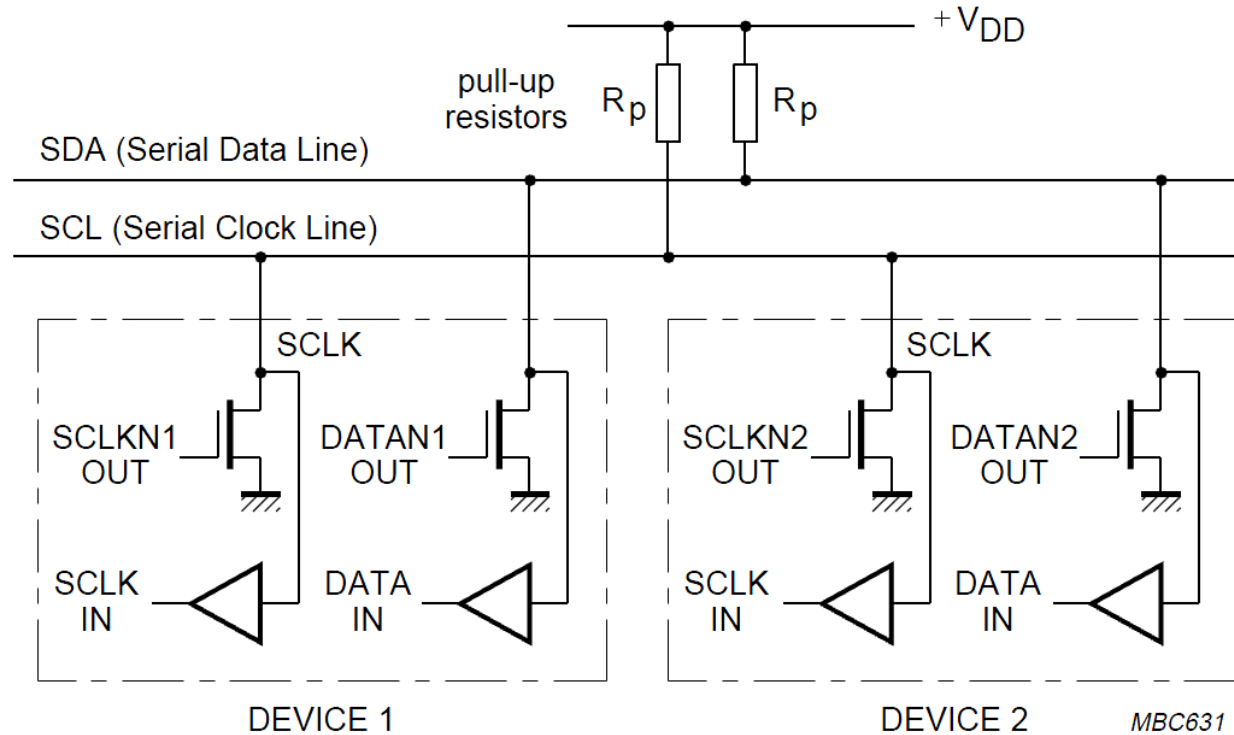 +VDD
pull-up
resistors
Rp
Rp
SDA (Serial Data Line)
SCL (Serial Clock Line)
SCLK
SCLK
SCLKN1
OUT
DATAN1
OUT
SCLKN2
OUT
DATAN2
OUT
SCLK
IN
DATA
IN
SCLK
IN
DATA
IN
DEVICE 1
DEVICE 2
MBC631